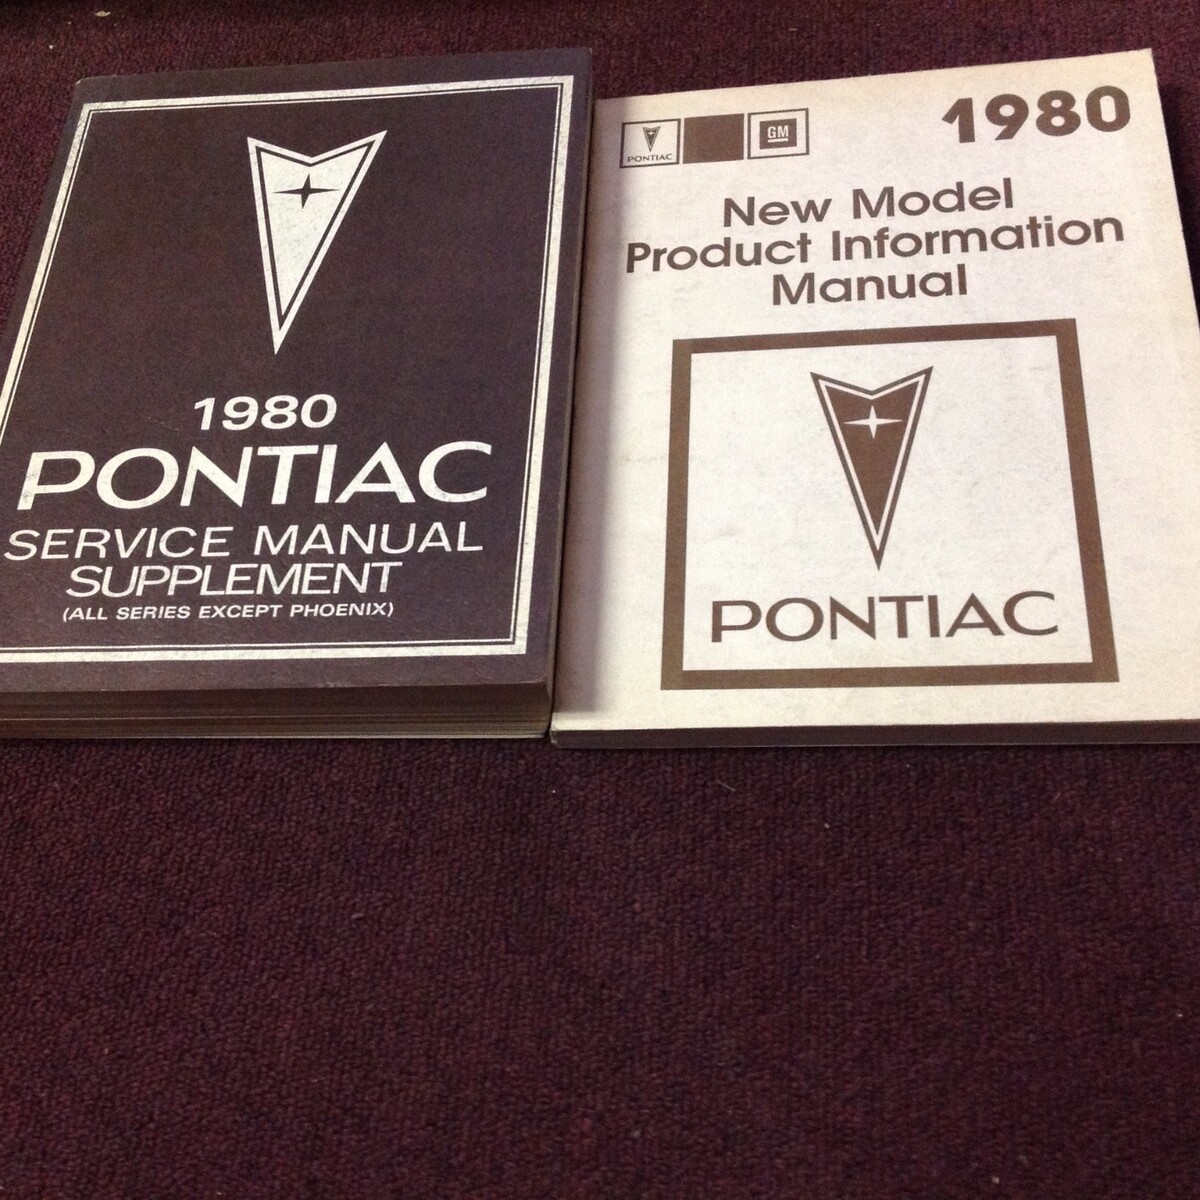 1980
PONTIAC
SERVICE MANUAL
SUPPLEMENT
(ALL SERIES EXCEPT PHOENIX)
PONTIAC
GM
1980
New Model
Product Information
Manual
PONTIAC